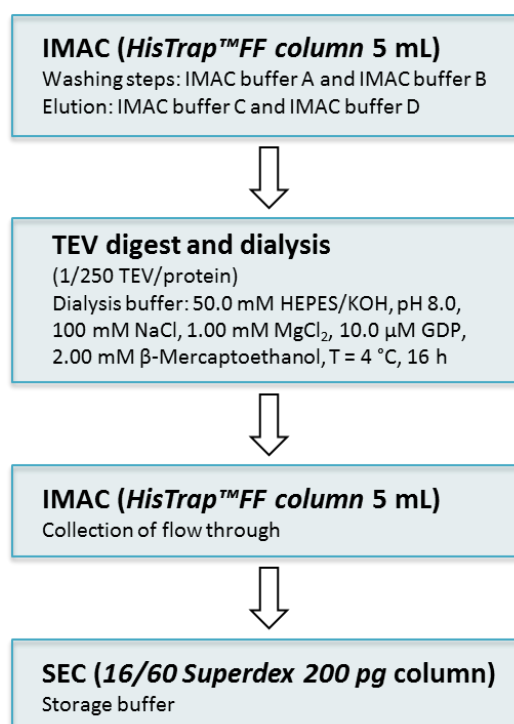 IMAC (HisTrap™FF column 5 mL)
Washing steps: IMAC buffer A and IMAC buffer B
Elution: IMAC buffer C and IMAC buffer D
TEV digest and dialysis
(1/250 TEV/protein)
Dialysis buffer: 50.0 mM HEPES/KOH, pH 8.0,
100 mM NaCl, 1.00 mM MgCl₂, 10.0 μM GDP,
2.00 mM β-Mercaptoethanol, T = 4 °C, 16 h
IMAC (HisTrap™FF column 5 mL)
Collection of flow through
SEC (16/60 Superdex 200 pg column)
Storage buffer